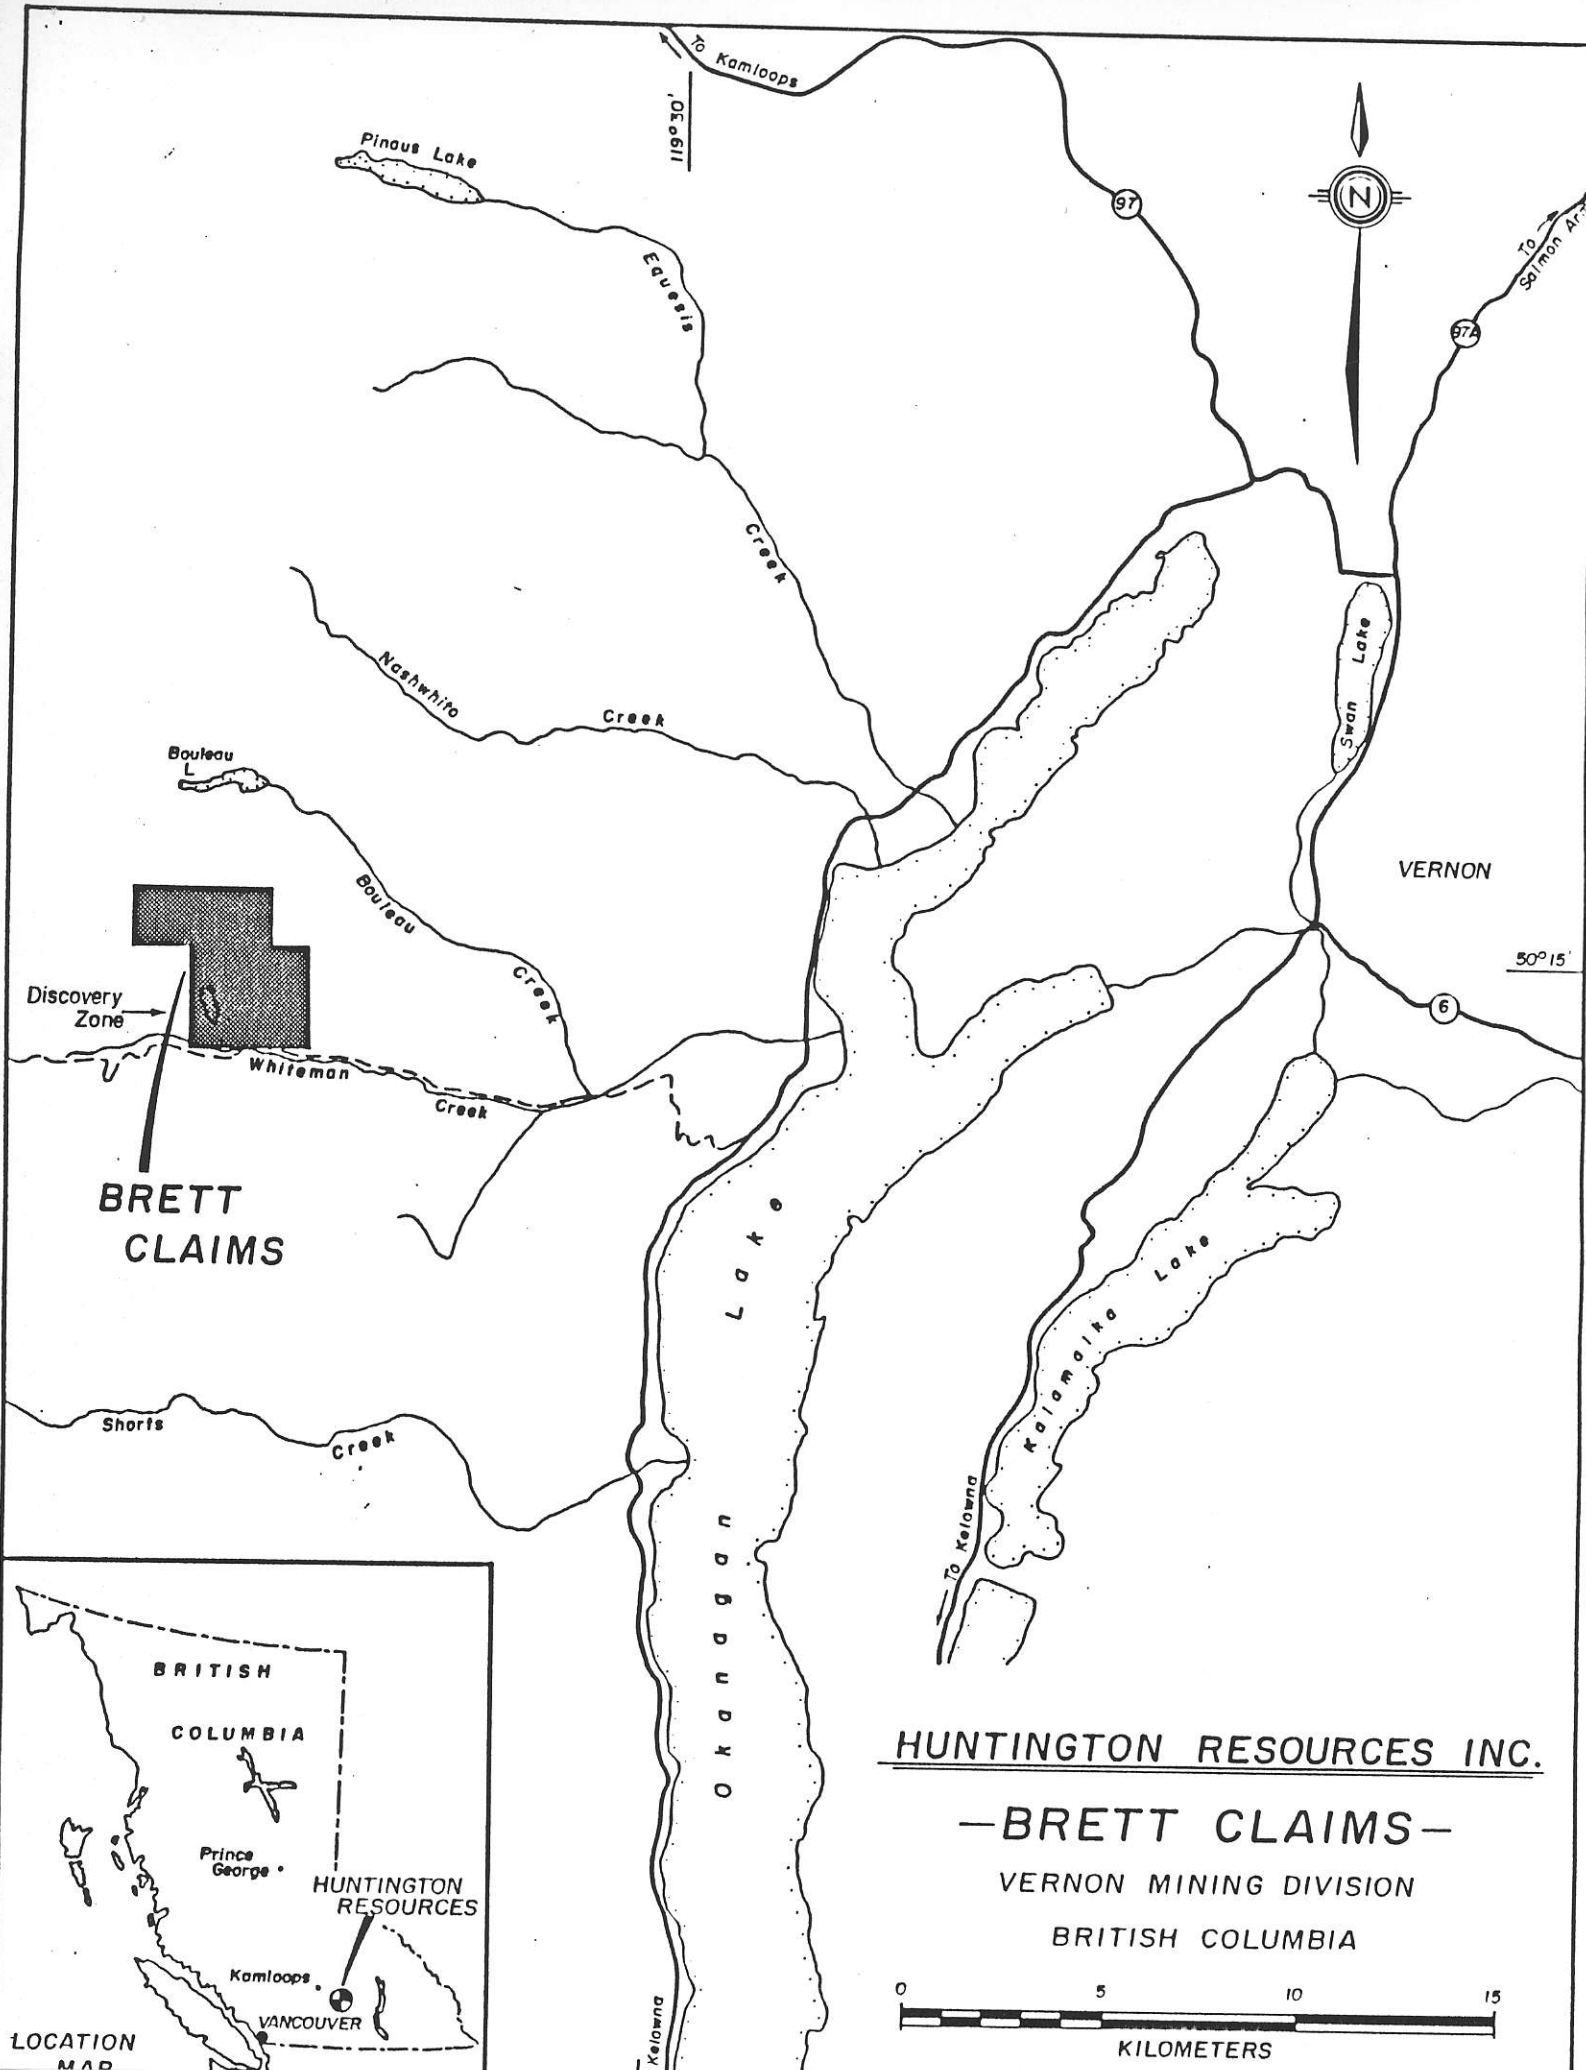 To Kamloops
119°30'
Pinaus Lake
97
N
To Salmon
97A
Equesis
Creek
Swan Lake
Nashwhito
Creek
Bouleau
L
VERNON
Bouleau
Creek
50°15'
Discovery
Zone
6
Whiteman
Creek
BRETT
CLAIMS
Lake
Okanagan
Kalamalka Lake
Shorts
Creek
To Kelowna
BRITISH
COLUMBIA
Prince
George
HUNTINGTON
RESOURCES
Kamloops
VANCOUVER
LOCATION
MAP
Kelowna
HUNTINGTON RESOURCES INC.
—BRETT CLAIMS—
VERNON MINING DIVISION
BRITISH COLUMBIA
0 5 10 15
KILOMETERS